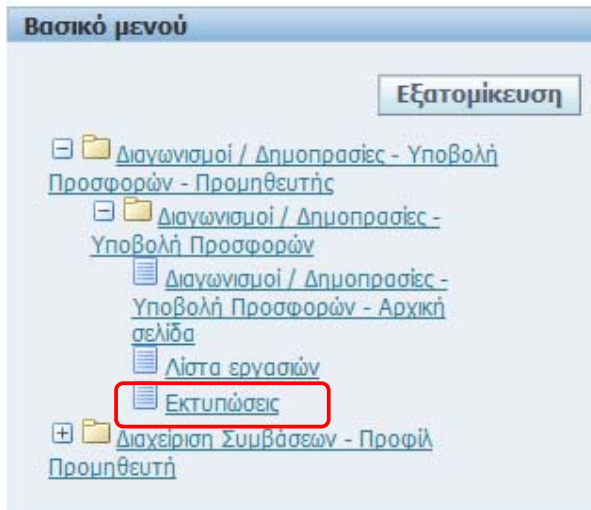 Βασικό μενού
Εξατομίκευση
Διαγωνισμοί / Δημοπρασίες - Υποβολή
Προσφορών - Προμηθευτής
Διαγωνισμοί / Δημοπρασίες -
Υποβολή Προσφορών
Διαγωνισμοί / Δημοπρασίες -
Υποβολή Προσφορών - Αρχική
σελίδα
Λίστα εργασιών
Εκτυπώσεις
Διαχείριση Συμβάσεων - Προφίλ
Προμηθευτή